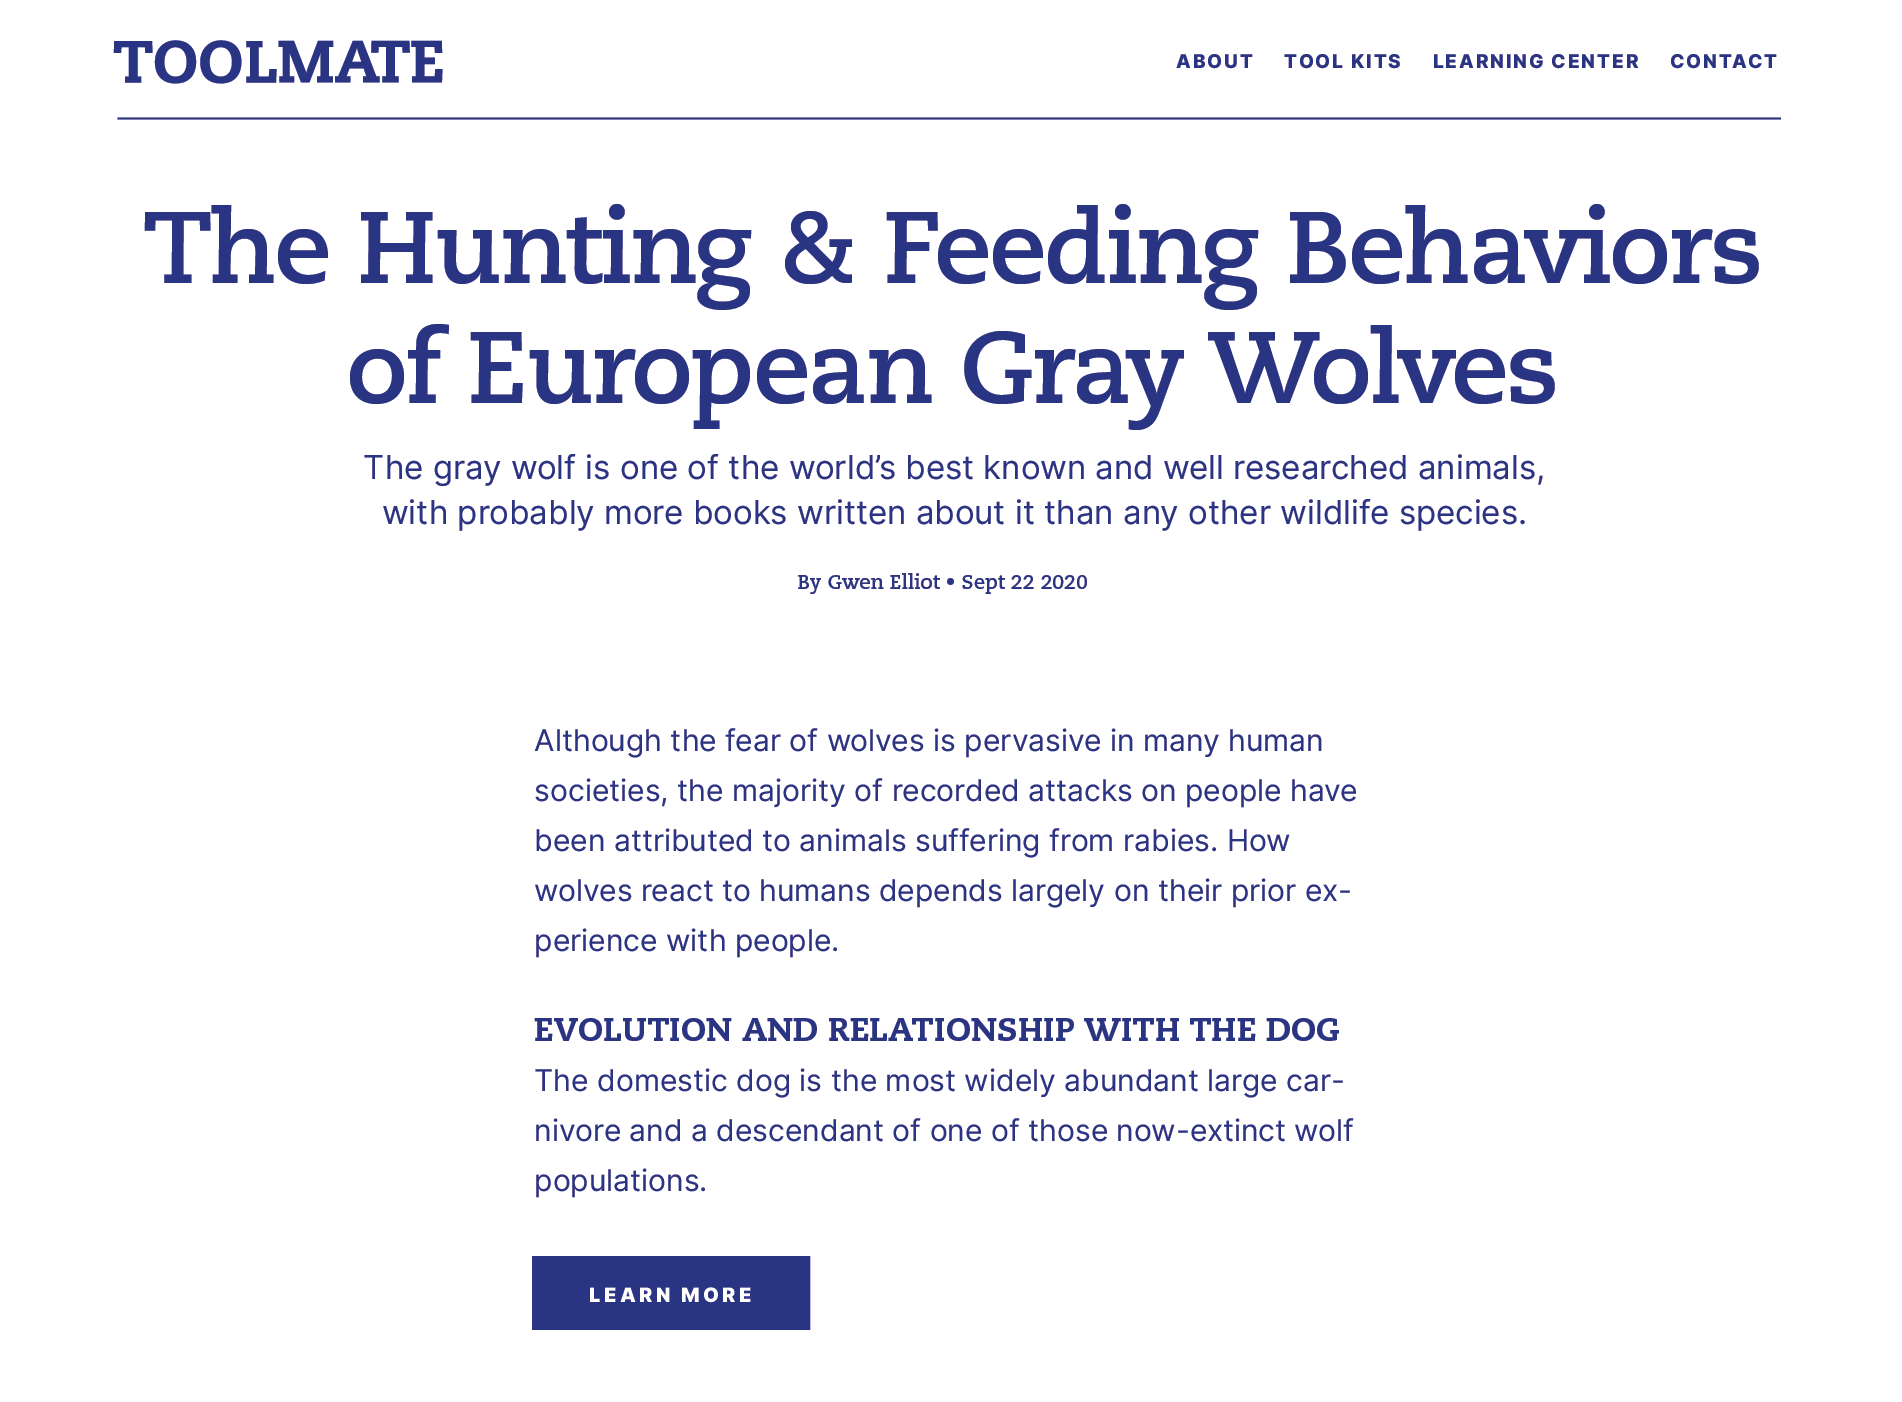 TOOLMATE
ABOUT TOOL KITS LEARNING CENTER CONTACT
The Hunting & Feeding Behaviors
of European Gray Wolves
The gray wolf is one of the world’s best known and well researched animals,
with probably more books written about it than any other wildlife species.
By Gwen Elliot • Sept 22 2020
Although the fear of wolves is pervasive in many human
societies, the majority of recorded attacks on people have
been attributed to animals suffering from rabies. How
wolves react to humans depends largely on their prior ex-
perience with people.
EVOLUTION AND RELATIONSHIP WITH THE DOG
The domestic dog is the most widely abundant large car-
nivore and a descendant of one of those now-extinct wolf
populations.
LEARN MORE